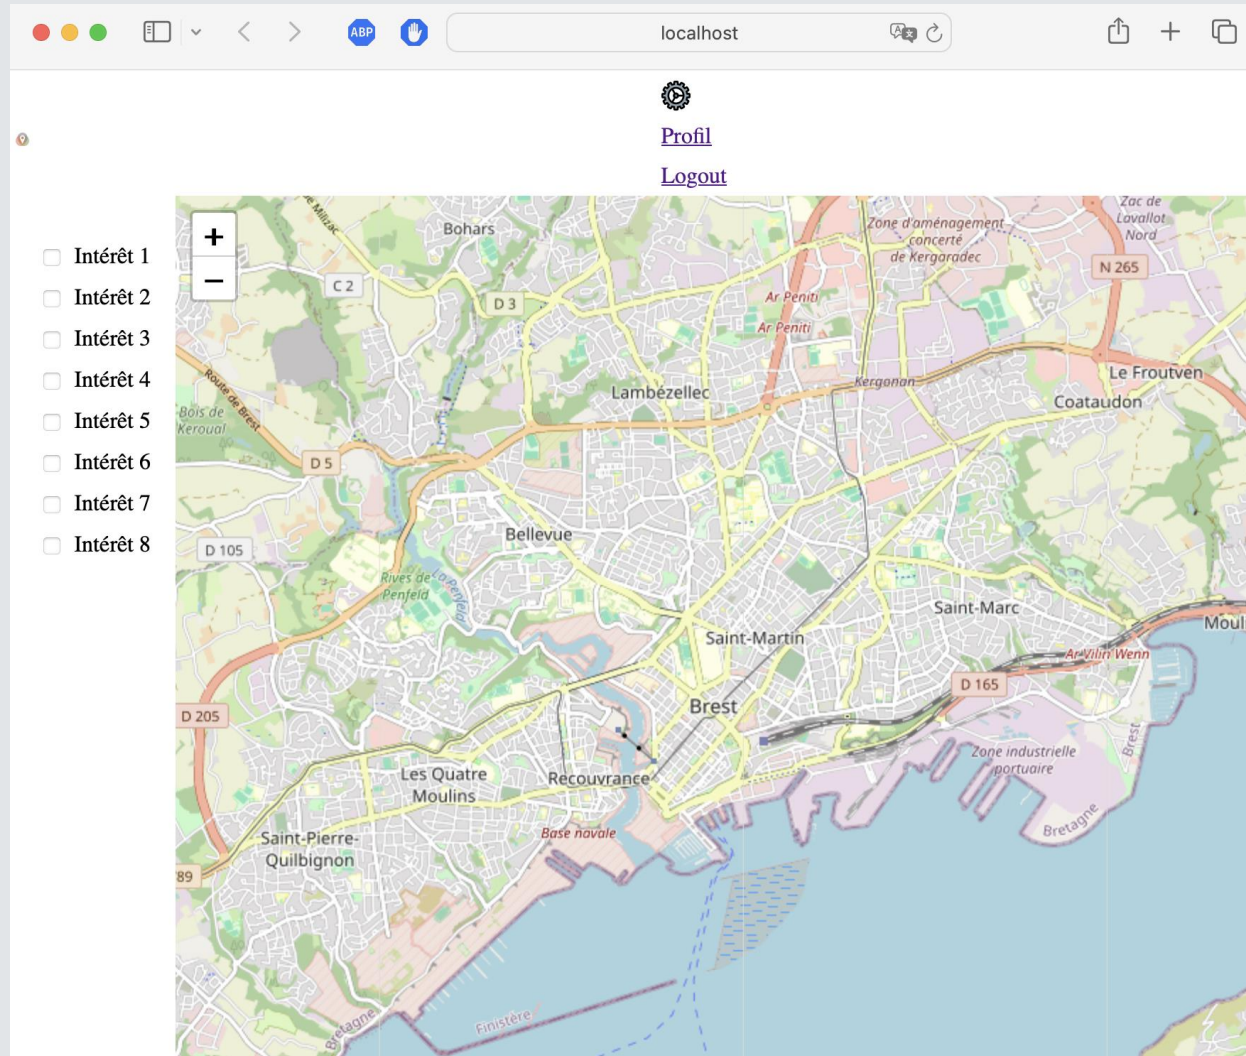 ABP
localhost
Profil
Logout
Intérêt 1
Intérêt 2
Intérêt 3
Intérêt 4
Intérêt 5
Intérêt 6
Intérêt 7
Intérêt 8
+
−
Bohars
C 2
D 3
Zone d'aménagement
concerté
de Kergaradec
Zac de
Lavallot
Nord
N 265
Ar Peniti
Ar Peniti
Kergonan
Le Froutven
Coataudon
Lambézellec
Route de Brest
Bois de
Keroual
D 5
D 105
Bellevue
Rives de
Penfeld
La Penfeld
Saint-Martin
Saint-Marc
Moul
Ar Vilin Wenn
D 165
D 205
Brest
Brest
Zone industrielle
portuaire
Les Quatre
Moulins
Recouvrance
Bretagne
Base navale
Saint-Pierre-
Quilbignon
89
Finistère
Bretagne